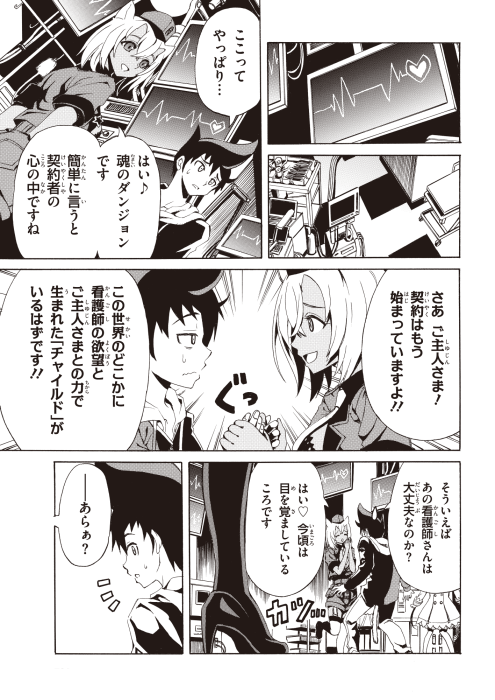 ここって
やっぱり…
はい♪
魂のダンジョン
です
簡単に言うと
契約者の
心の中ですね
さあ ご主人さま!
契約はもう
始まっていますよ!!
ぐっ
この世界のどこかに
看護師の欲望と
ご主人さまとの力で
生まれた「チャイルド」が
いるはずです!!
そういえば
あの看護師さんは
大丈夫なのか?
はい♡ 今頃は
目を覚ましている
ころです
カツッ
──あらぁ?